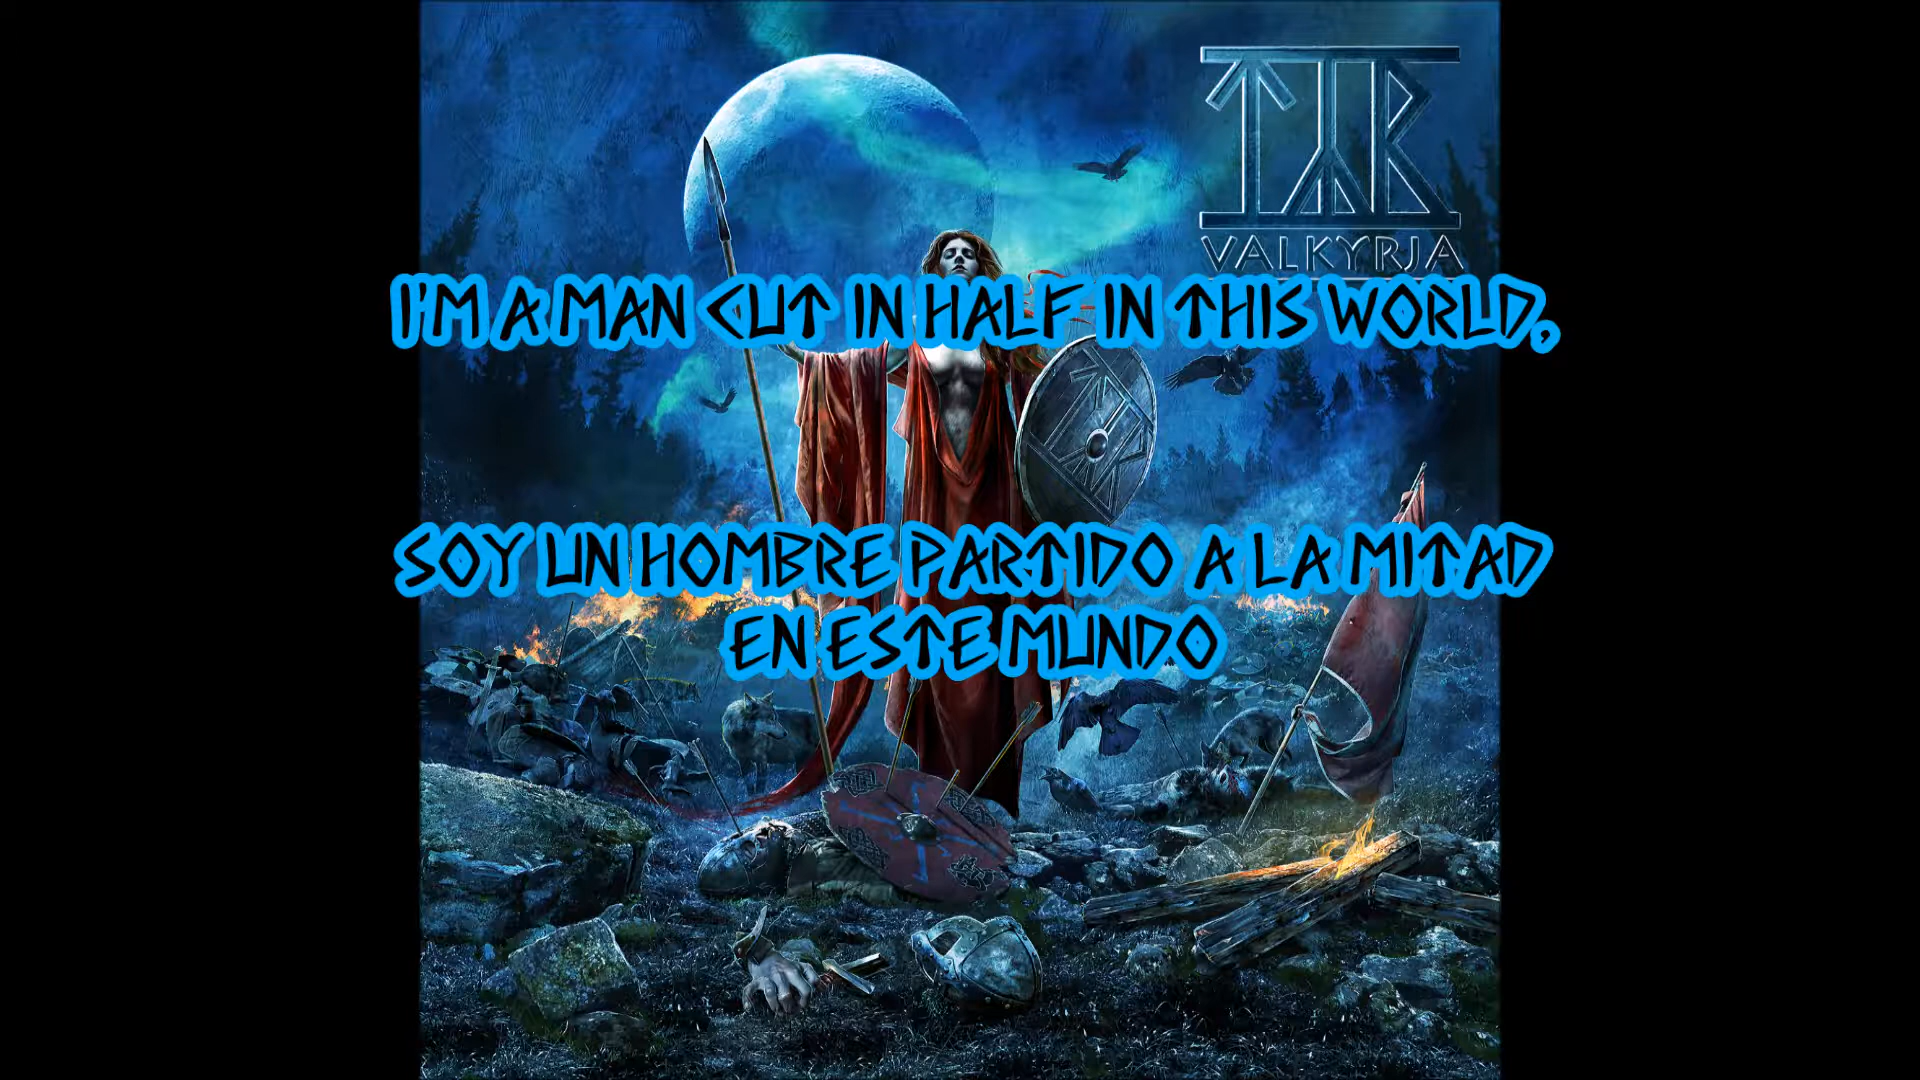 TÝR
VALKYRJA
I'M A MAN CUT IN HALF IN THIS WORLD,
SOY UN HOMBRE PARTIDO A LA MITAD
EN ESTE MUNDO